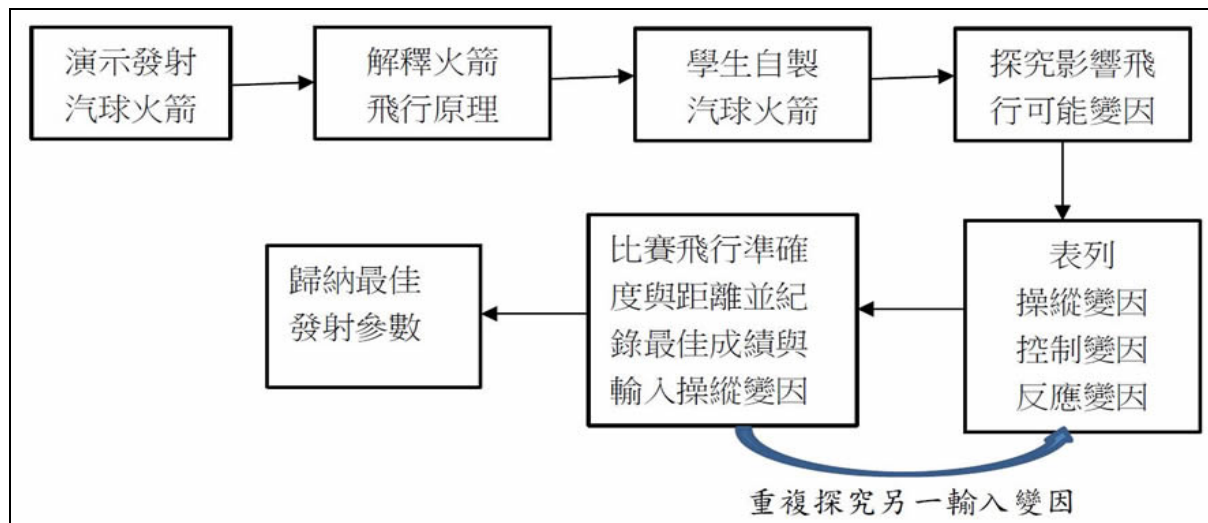 演示發射
汽球火箭
解釋火箭
飛行原理
學生自製
汽球火箭
探究影響飛
行可能變因
表列
操縱變因
控制變因
反應變因
比賽飛行準確
度與距離並紀
錄最佳成績與
輸入操縱變因
歸納最佳
發射參數
重複探究另一輸入變因